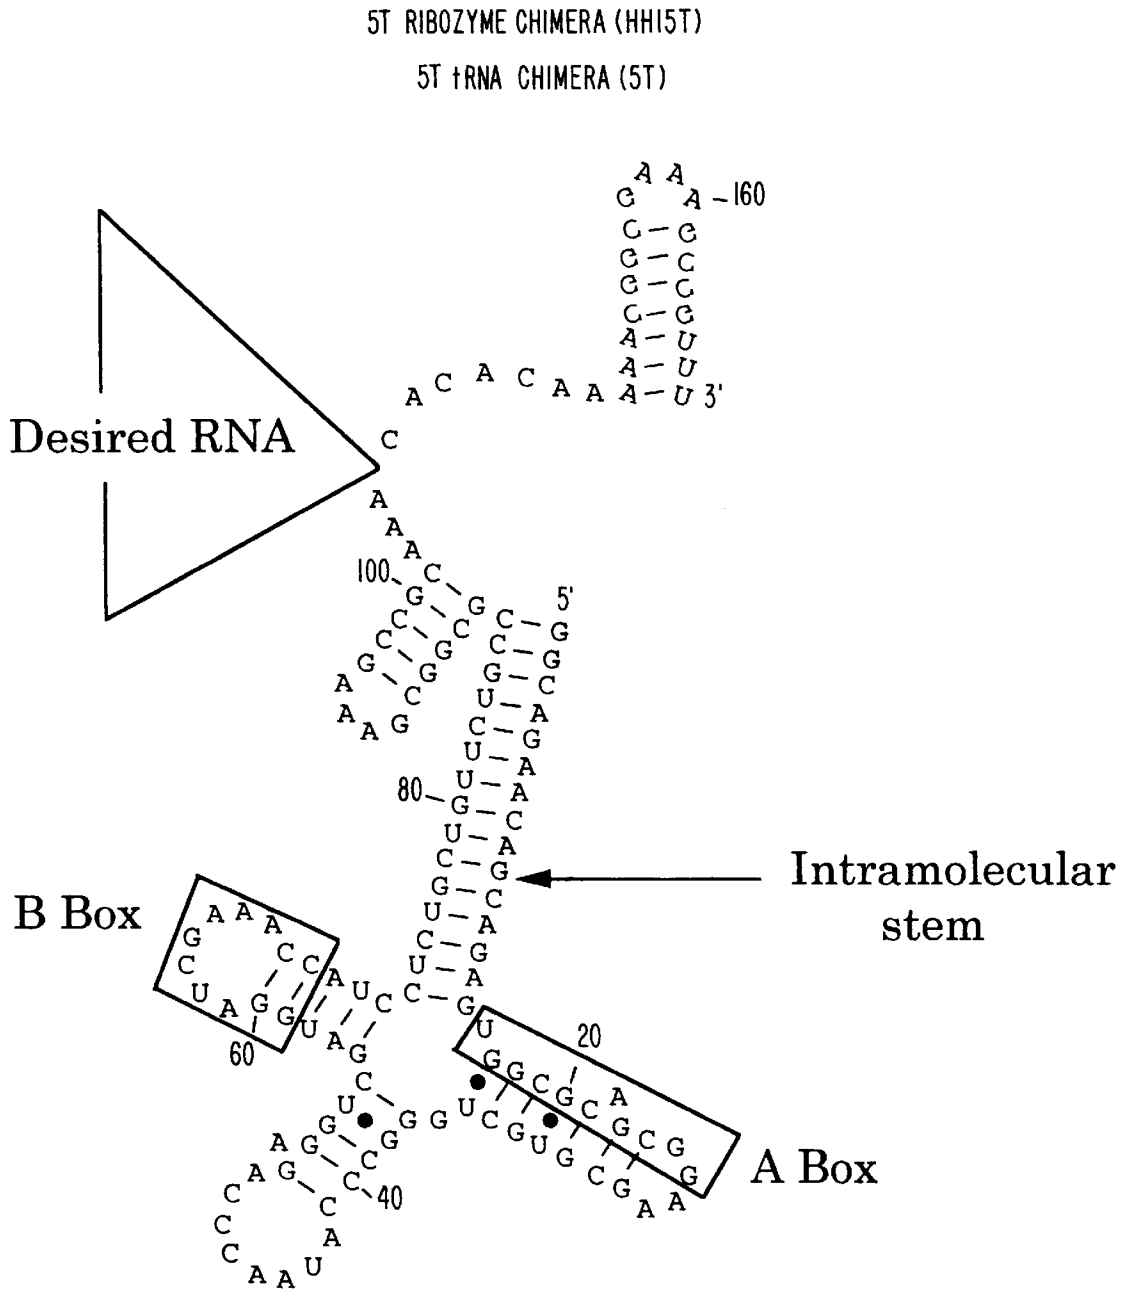 5T RIBOZYME CHIMERA (HHI5T)
5T tRNA CHIMERA (5T)
A A
G A –160
C – G
G – C
G – C
C – G
A – U
A – U
A C A C A A A – U 3'
Desired RNA
C
A
A
A
100
C G C – G 5'
G C C – G
C G G – C
C G U – A
G C C – G
A G U – A
A A U – A
80 – G – C
U – A
C – G
G – C
Intramolecular
stem
U – A
B Box
C – G
U – A
C – G
G A A A C C A U C
G C U A G G U A G
60
U
20
G G C G C A G C G G A
A Box
C U G G A
G G U C G U G C G A A
G C C C A U
40
A G C C C A A U